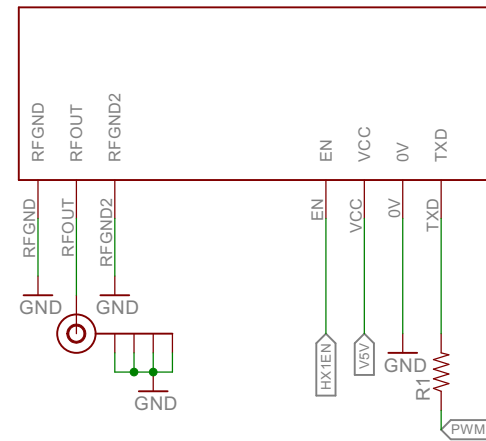 RFGND
RFOUT
RFGND2
EN
VCC
0V
TXD
RFGND
RFOUT
RFGND2
EN
VCC
0V
TXD
GND
GND
GND
HX1EN
V5V
GND
R1
PWM